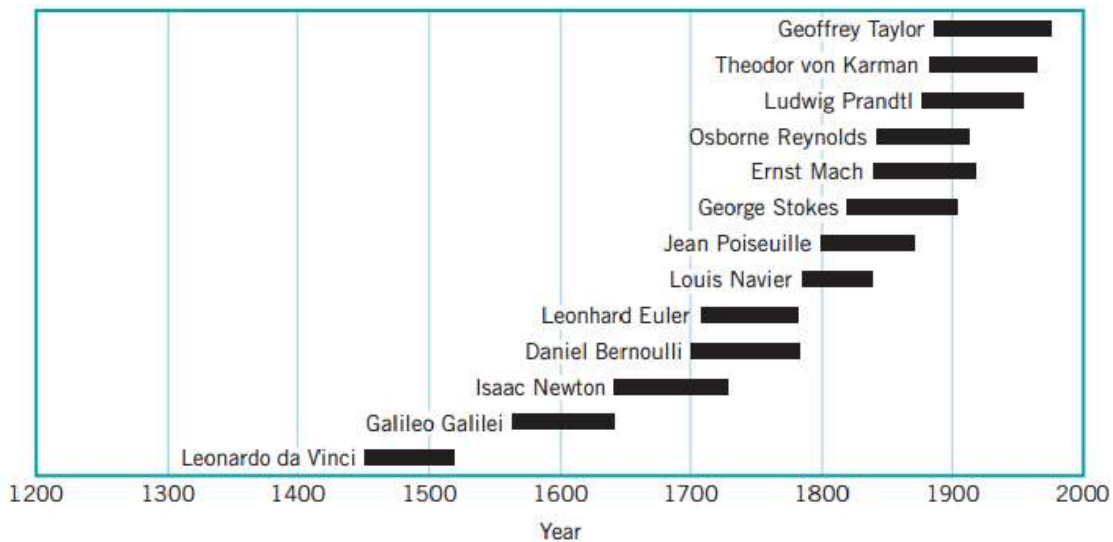 Geoffrey Taylor
Theodor von Karman
Ludwig Prandtl
Osborne Reynolds
Ernst Mach
George Stokes
Jean Poiseuille
Louis Navier
Leonhard Euler
Daniel Bernoulli
Isaac Newton
Galileo Galilei
Leonardo da Vinci
1200 1300 1400 1500 1600 1700 1800 1900 2000
Year